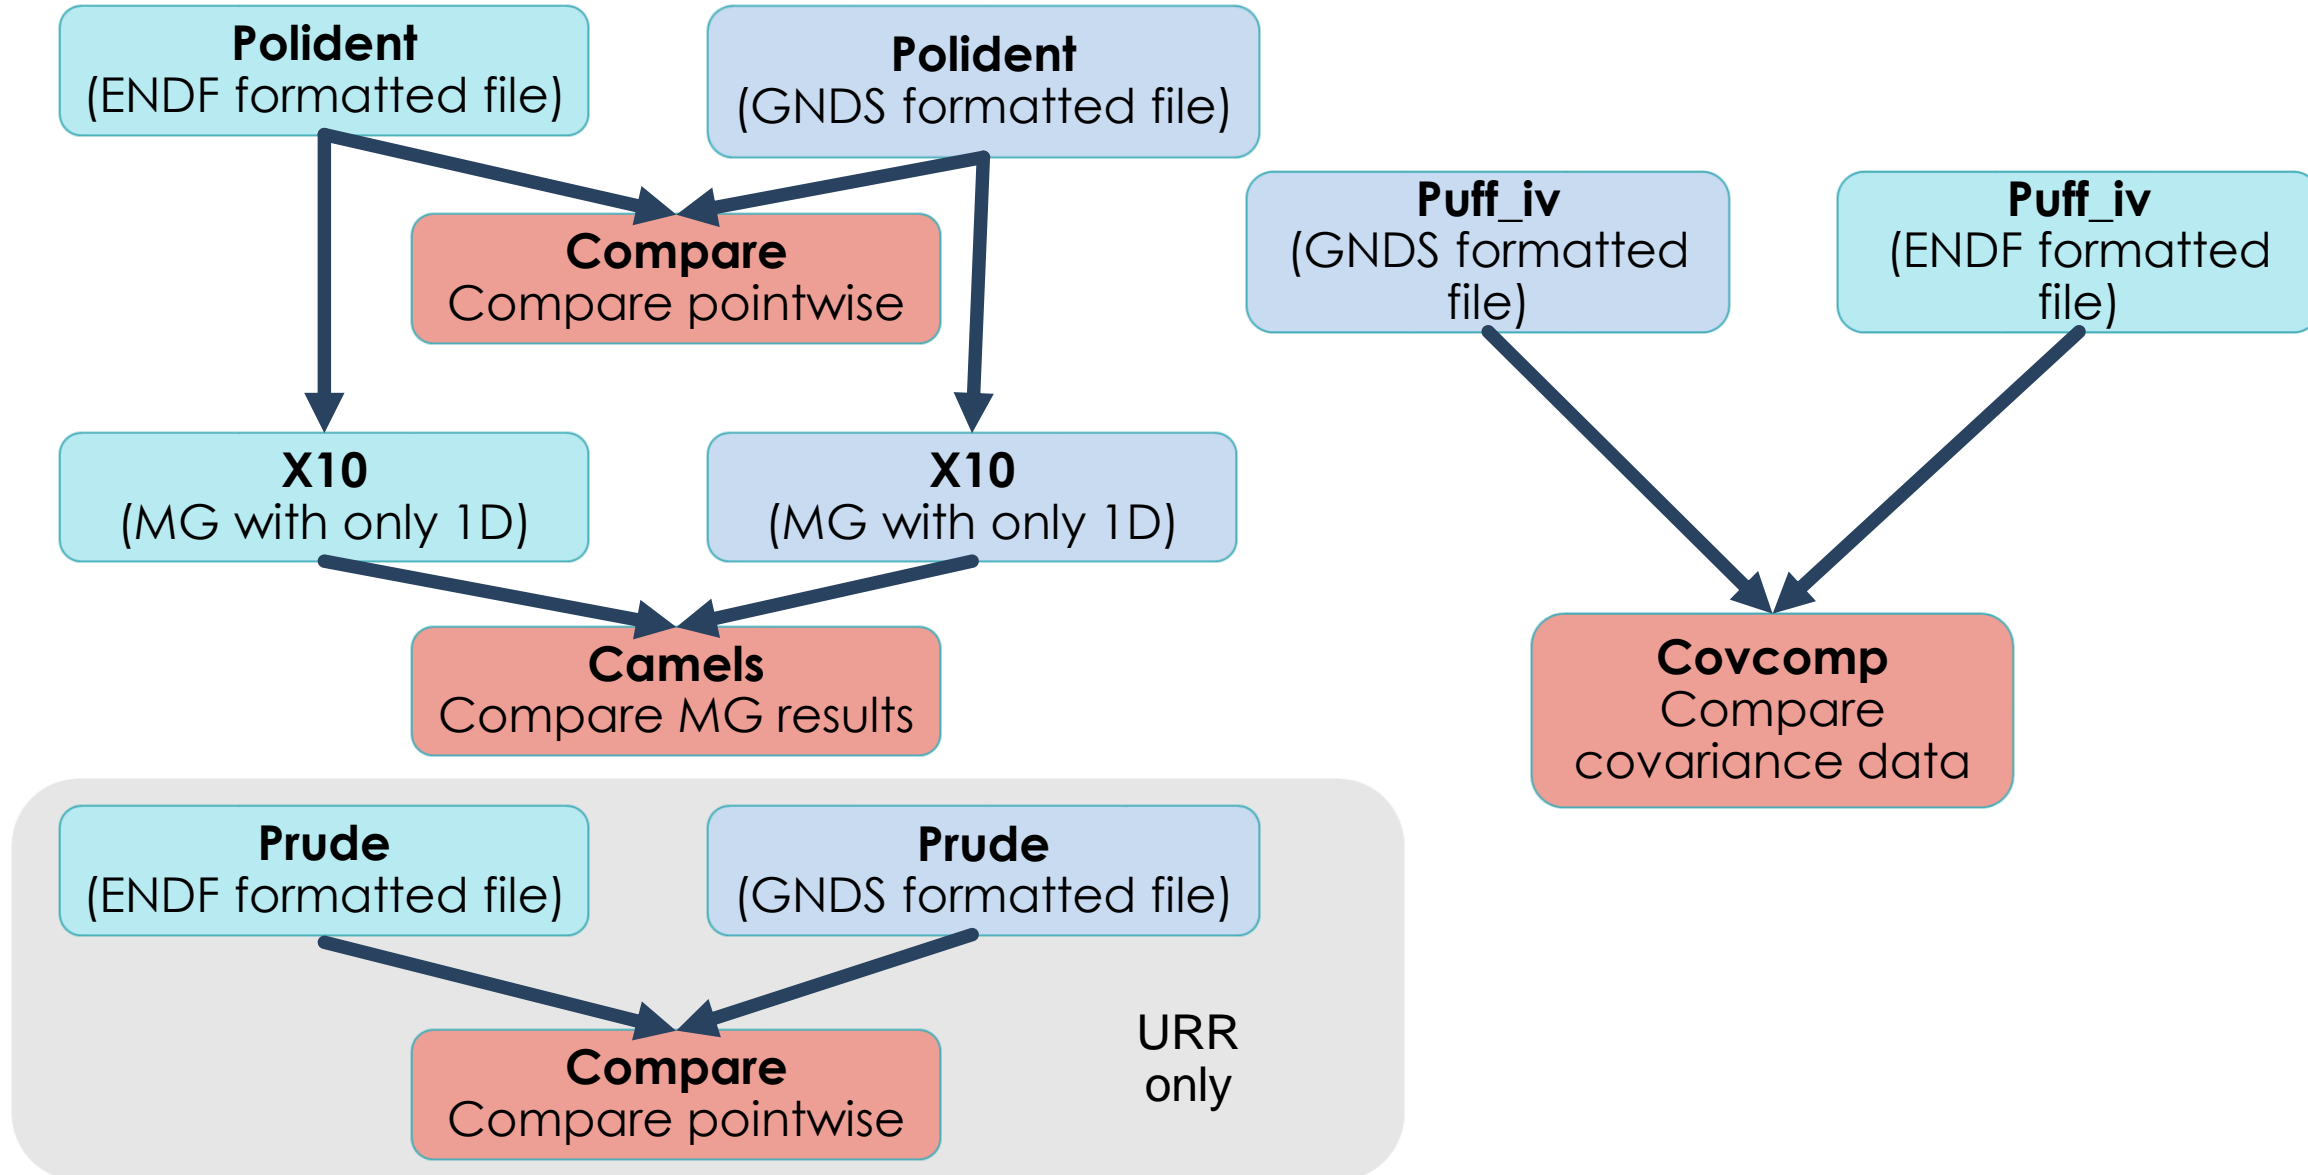 Polident
(ENDF formatted file)
Polident
(GNDS formatted file)
Compare
Compare pointwise
Puff_iv
(GNDS formatted
file)
Puff_iv
(ENDF formatted
file)
X10
(MG with only 1D)
X10
(MG with only 1D)
Camels
Compare MG results
Covcomp
Compare
covariance data
Prude
(ENDF formatted file)
Prude
(GNDS formatted file)
Compare
Compare pointwise
URR
only